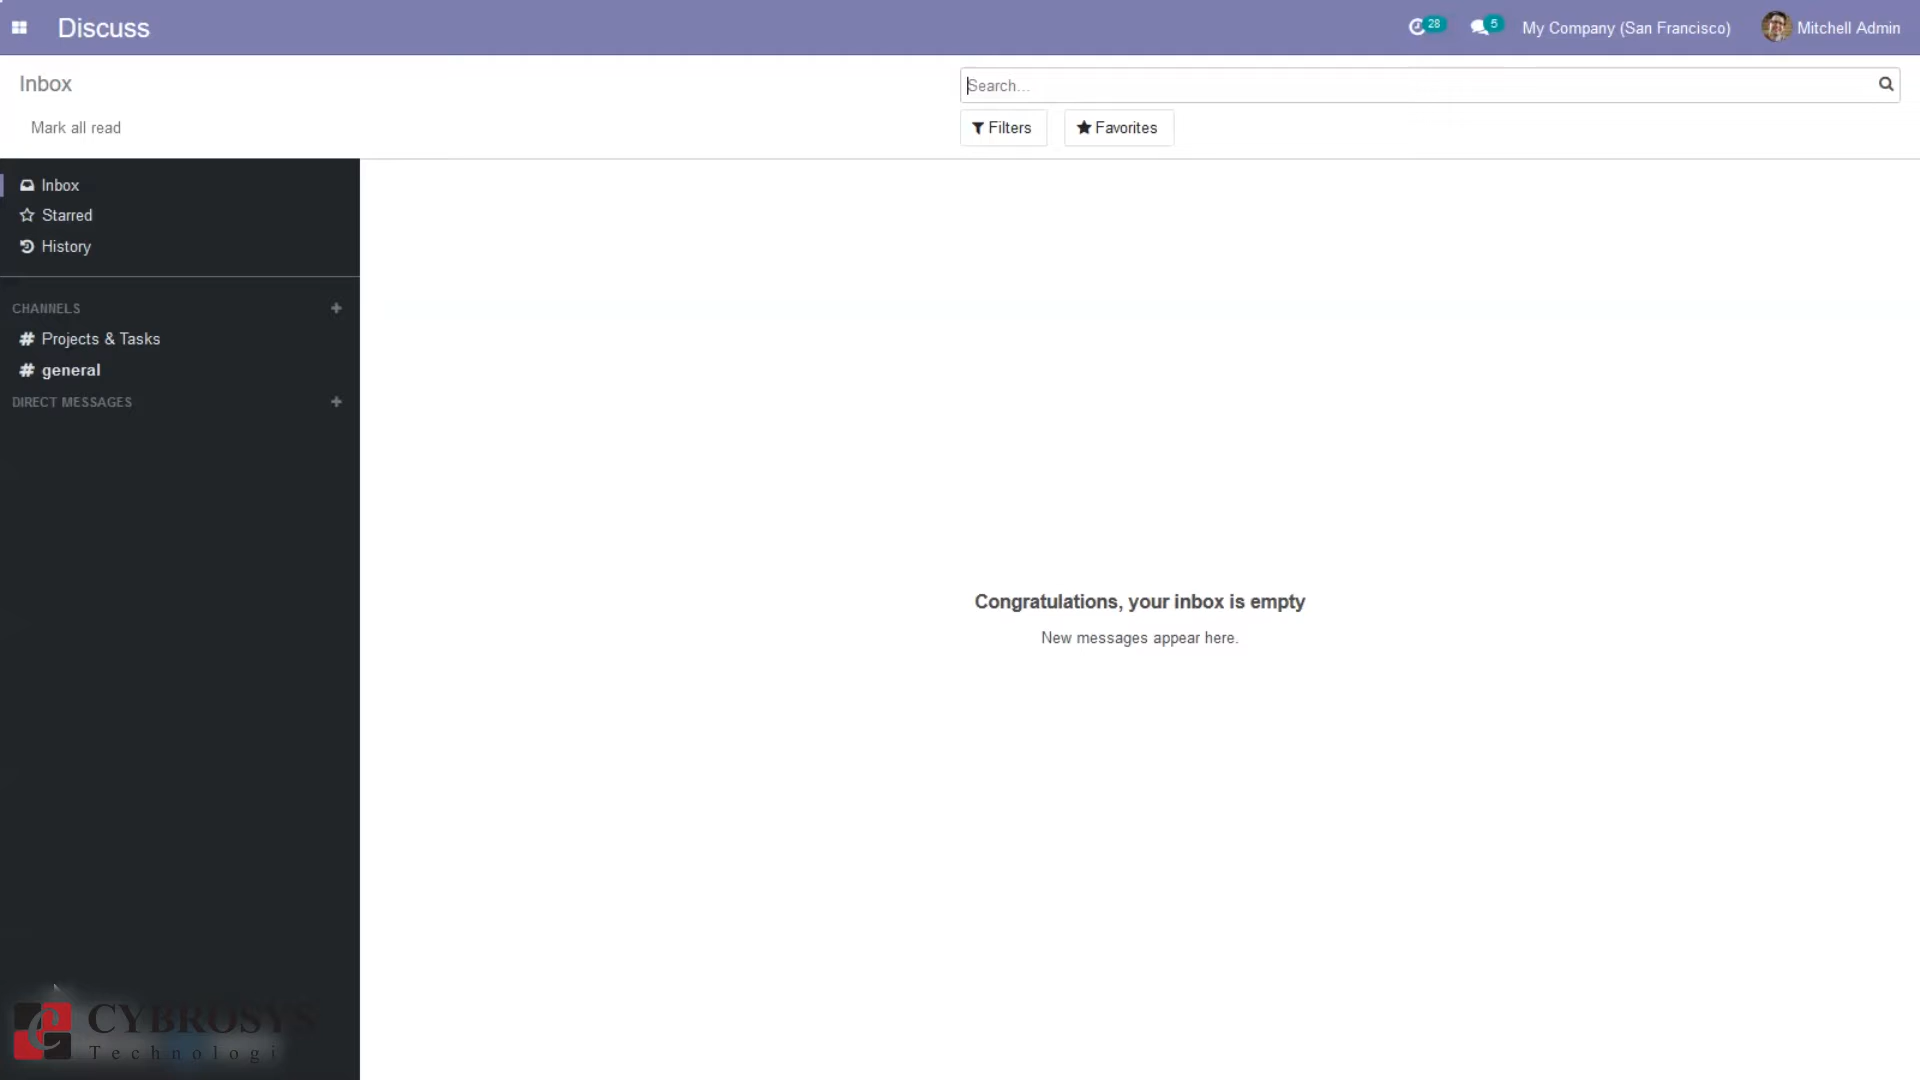 Discuss
28
5
My Company (San Francisco)
Mitchell Admin
Inbox
Search...
Mark all read
Filters
Favorites
Inbox
Starred
History
CHANNELS
Projects & Tasks
general
DIRECT MESSAGES
Congratulations, your inbox is empty
New messages appear here.
CYBROSYS
Technologi